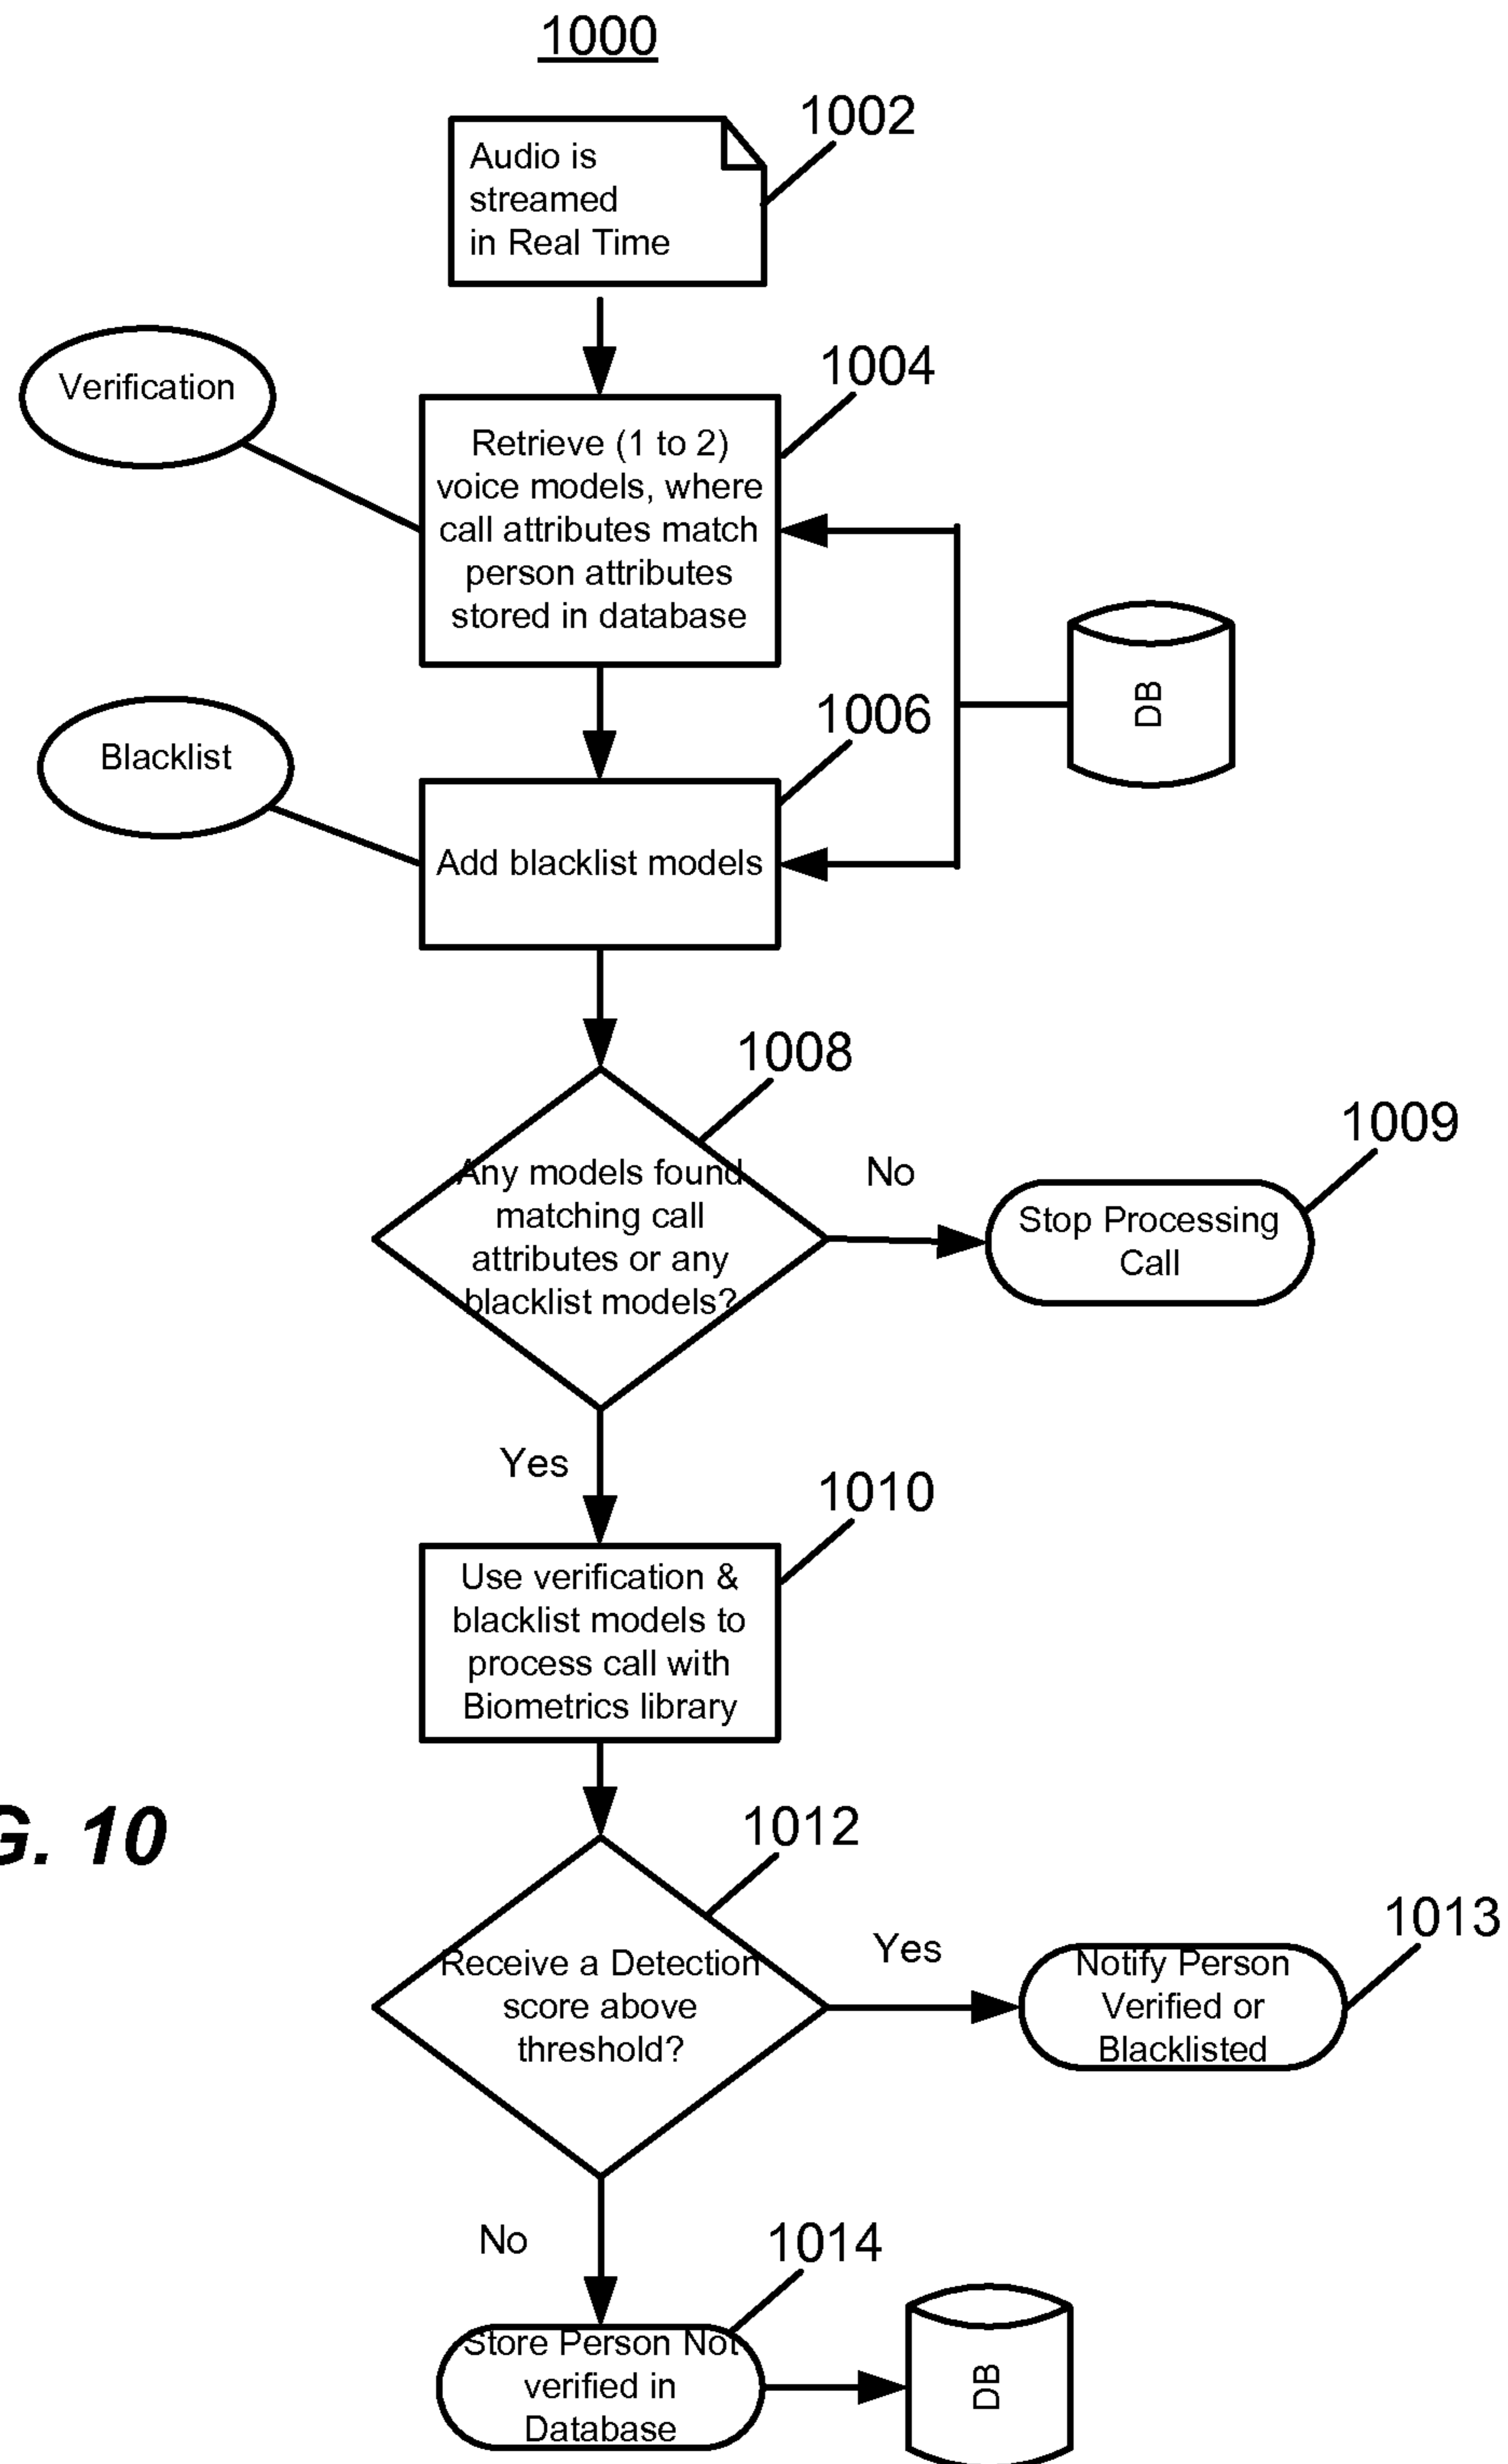 1000
1002
Audio is
streamed
in Real Time
Verification
1004
Retrieve (1 to 2)
voice models, where
call attributes match
person attributes
stored in database
DB
1006
Blacklist
Add blacklist models
1008
Any models found
matching call
attributes or any
blacklist models?
No
1009
Stop Processing
Call
Yes
1010
Use verification &
blacklist models to
process call with
Biometrics library
G. 10
1012
Receive a Detection
score above
threshold?
Yes
1013
Notify Person
Verified or
Blacklisted
No
1014
Store Person Not
verified in
Database
DB